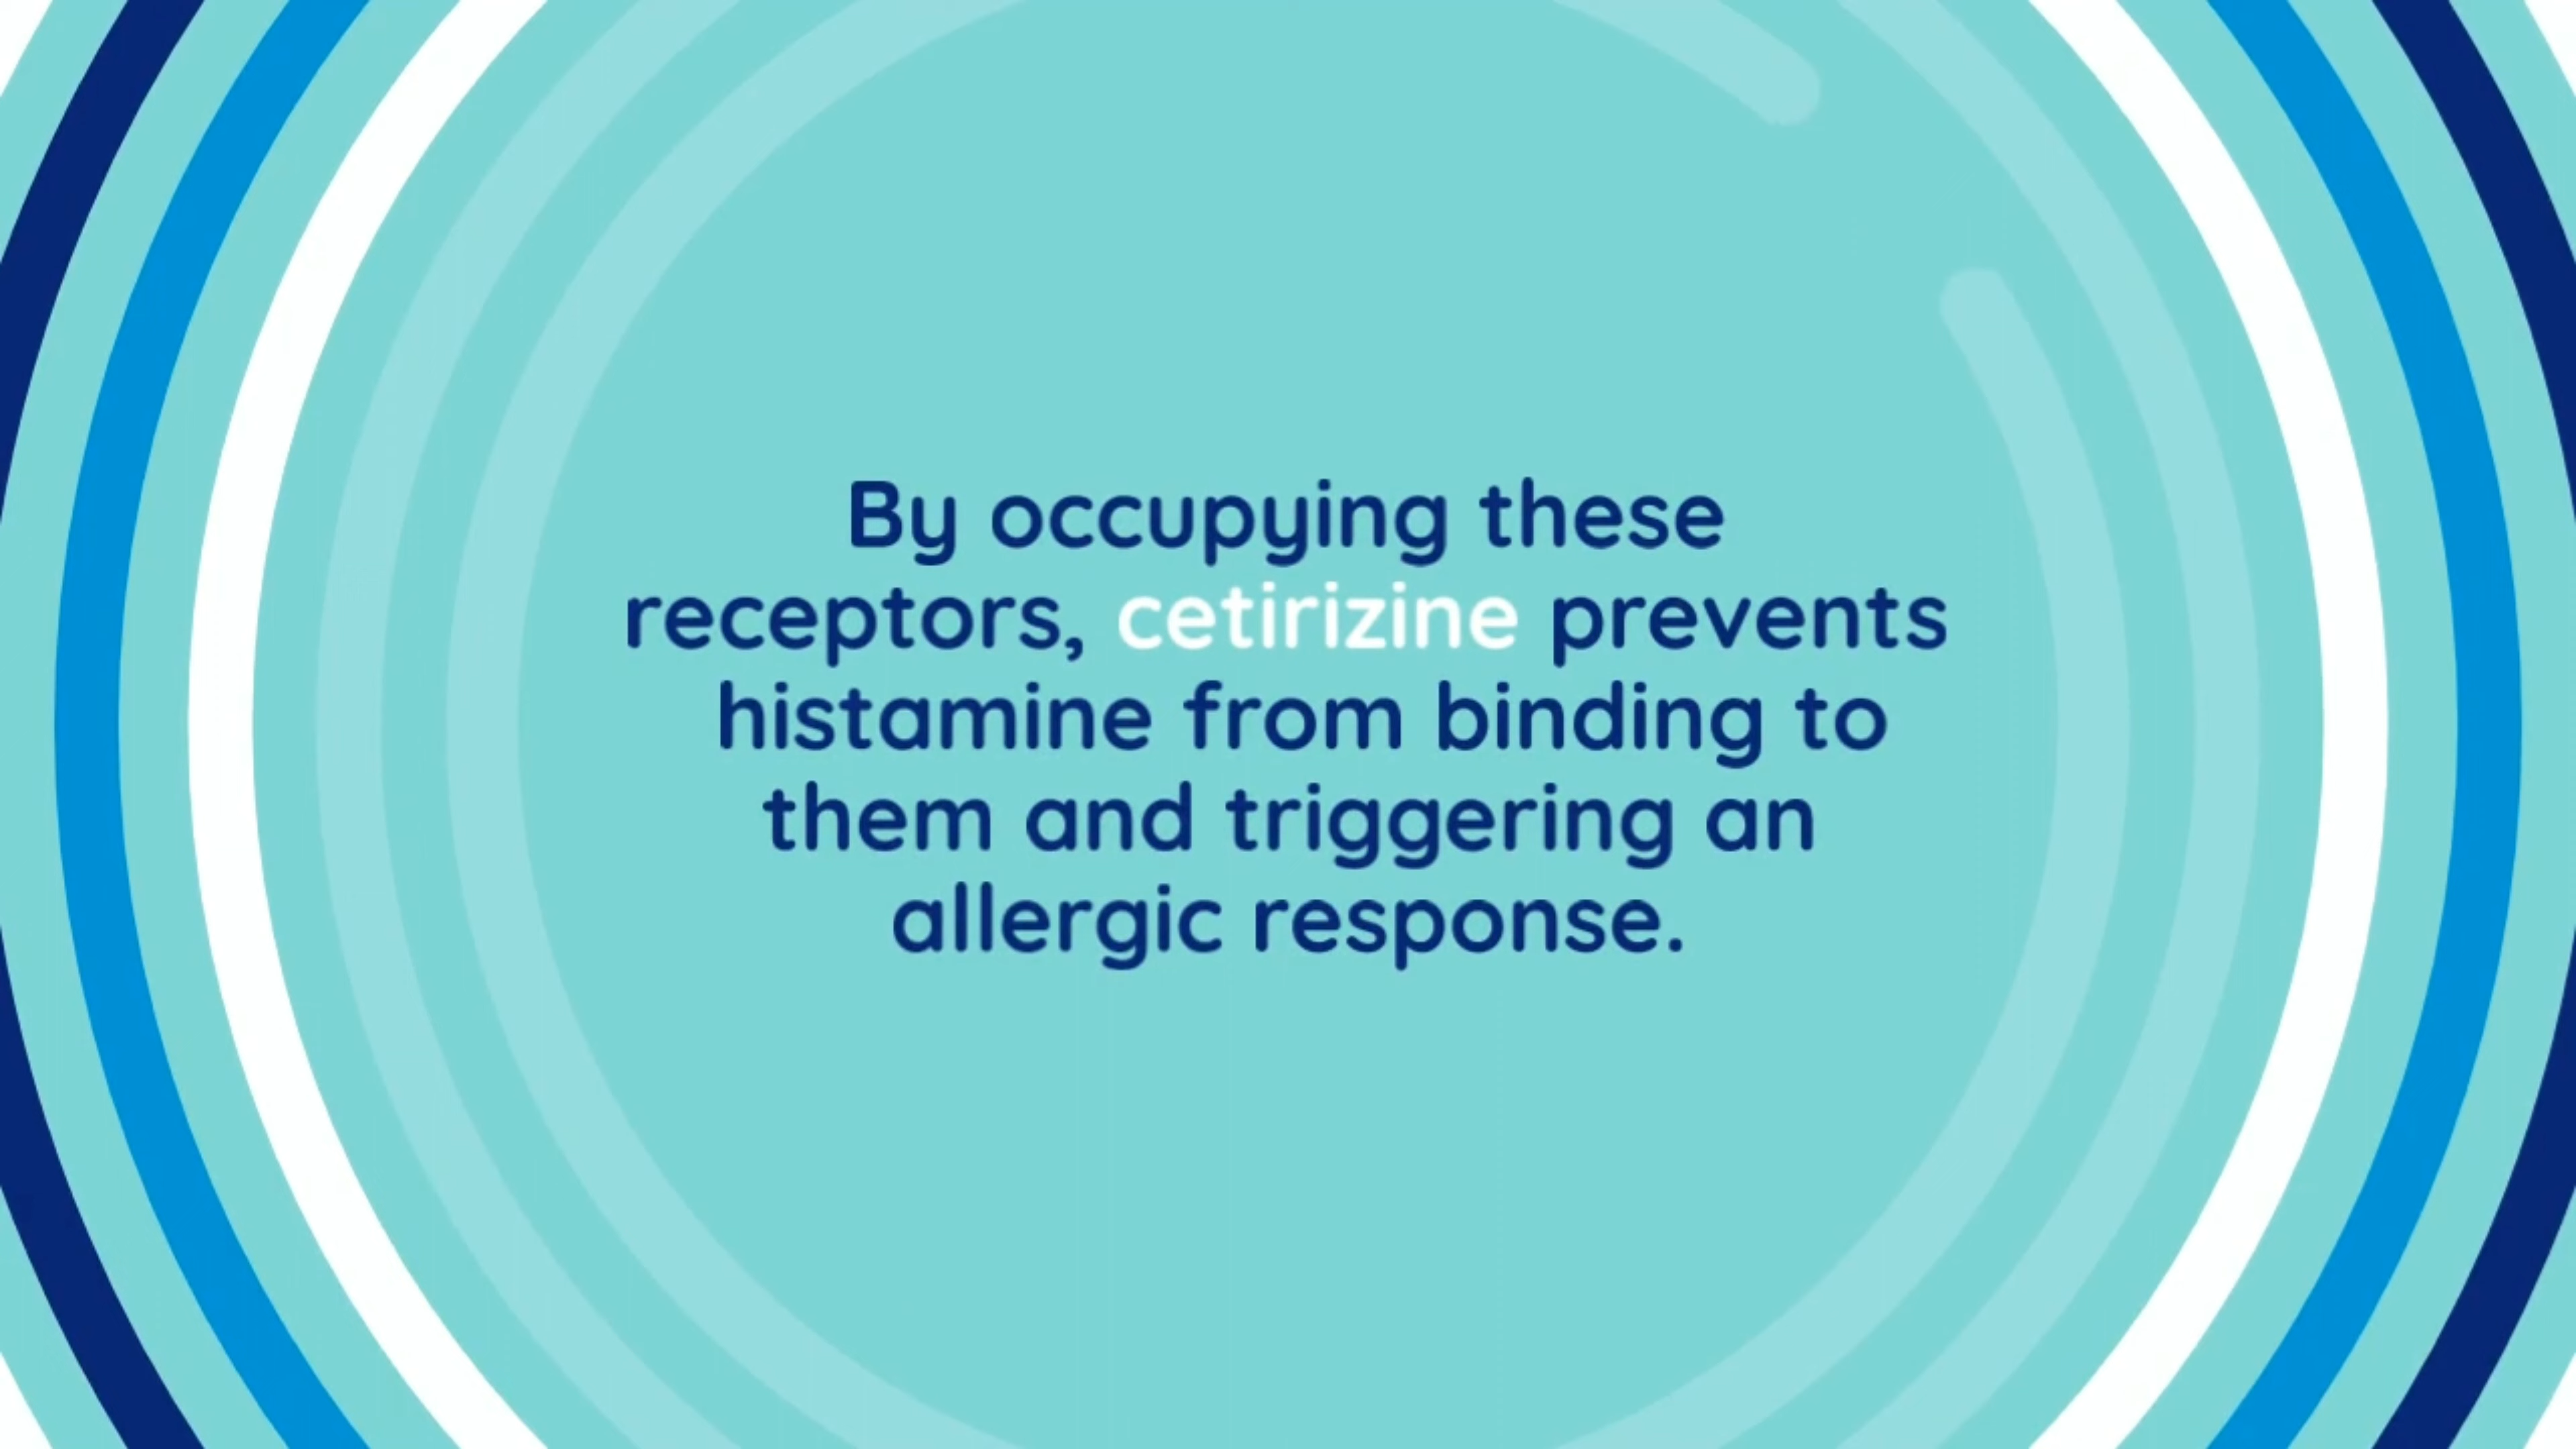 By occupying these
receptors, cetirizine prevents
histamine from binding to
them and triggering an
allergic response.